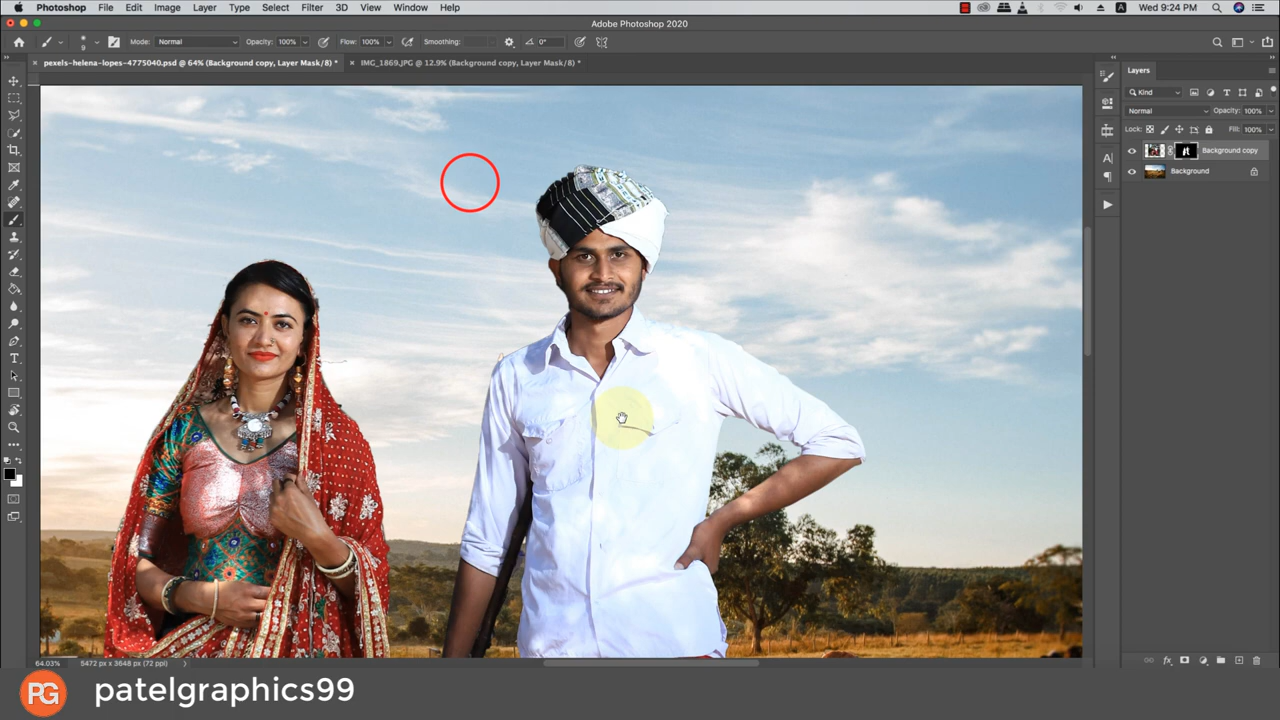 Photoshop File Edit Image Layer Type Select Filter 3D View Window Help
Wed 9:24 PM
Adobe Photoshop 2020
9 Mode: Normal Opacity: 100% Flow: 100% Smoothing: 0°
× pexels-helena-lopes-4775040.psd @ 64% (Background copy, Layer Mask/8) * × IMG_1869.JPG @ 12.9% (Background copy, Layer Mask/8) *
Layers
Kind
Normal Opacity: 100%
Lock: Fill: 100%
Background copy
Background
64.03% 5472 px x 3648 px (72 ppi)
PG patelgraphics99